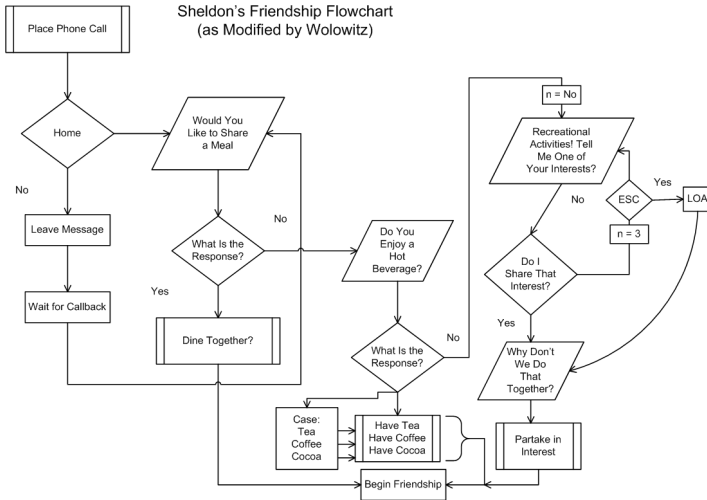 Sheldon's Friendship Flowchart
(as Modified by Wolowitz)
Place Phone Call
Home
No
Leave Message
Wait for Callback
Would You
Like to Share
a Meal
What Is the
Response?
No
Yes
Dine Together?
Do You
Enjoy a
Hot
Beverage?
What Is the
Response?
No
Case:
Tea
Coffee
Cocoa
Have Tea
Have Coffee
Have Cocoa
n = No
Recreational
Activities! Tell
Me One of
Your Interests?
No
ESC
Yes
LOA
n = 3
Do I
Share That
Interest?
Yes
Why Don't
We Do
That
Together?
Partake in
Interest
Begin Friendship